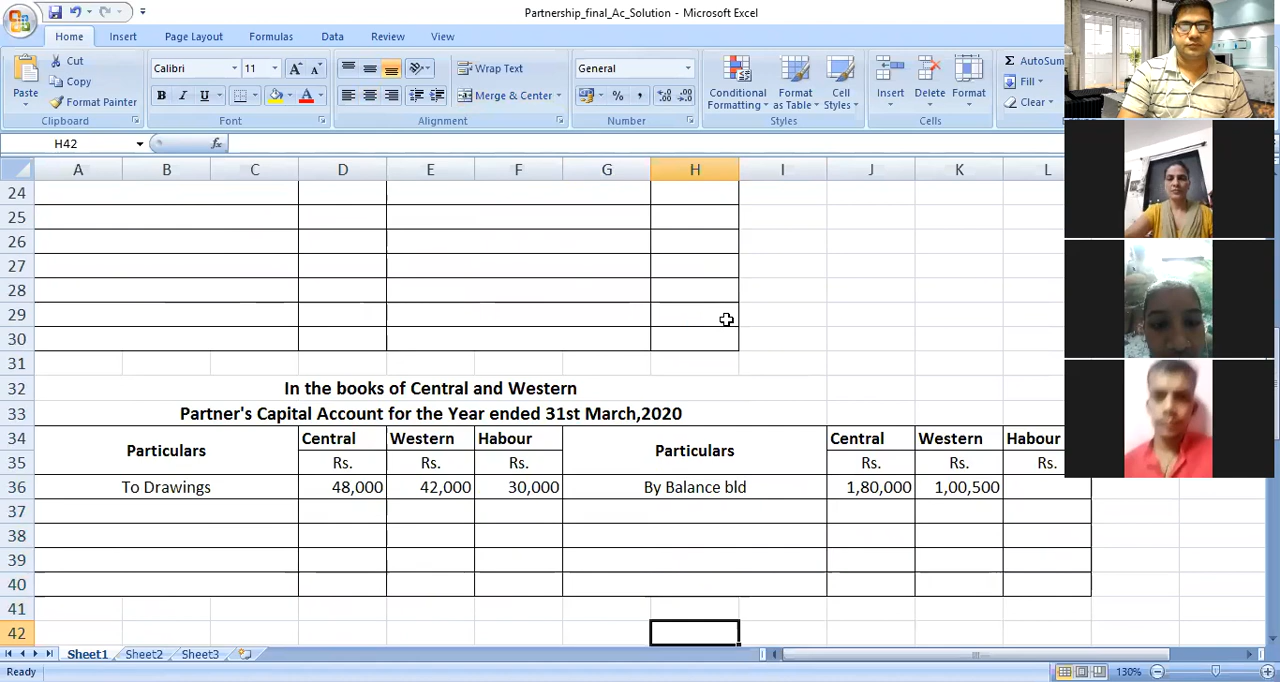 Partnership_final_Ac_Solution - Microsoft Excel
Home Insert Page Layout Formulas Data Review View
Paste Cut Copy Format Painter Clipboard
Calibri 11 A A B I U A Font
Wrap Text Merge & Center Alignment
General % , .0 .00 .00 .0 Number
Conditional Formatting Format as Table Cell Styles Styles
Insert Delete Format Cells
Σ AutoSum Fill Clear
H42 fx
A B C D E F G H I J K L
24
25
26
27
28
29
30
31
32 In the books of Central and Western
33 Partner's Capital Account for the Year ended 31st March,2020
34 Particulars Central Western Habour Particulars Central Western Habour
35 Rs. Rs. Rs. Rs. Rs. Rs.
36 To Drawings 48,000 42,000 30,000 By Balance bld 1,80,000 1,00,500
37
38
39
40
41
42
Sheet1 Sheet2 Sheet3
Ready 130%